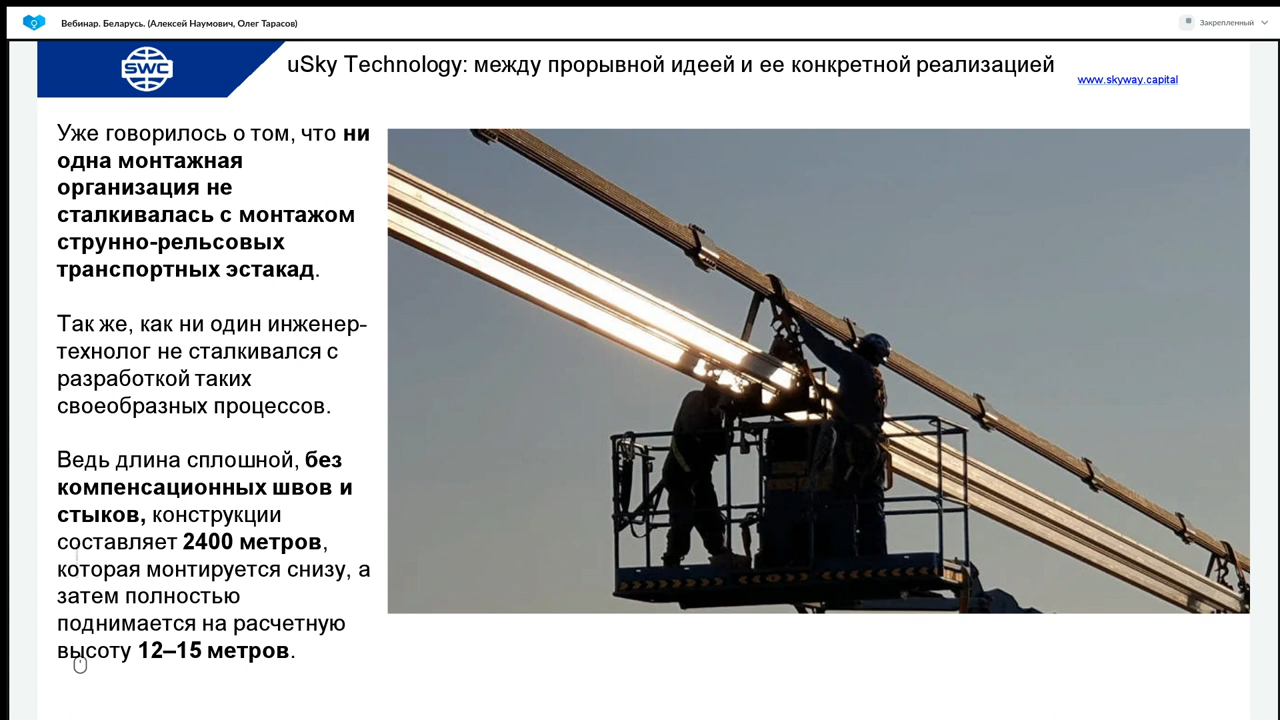 Вебинар. Беларусь. (Алексей Наумович, Олег Тарасов)
Закрепленный
SWC
uSky Technology: между прорывной идеей и ее конкретной реализацией
www.skyway.capital
Уже говорилось о том, что ни
одна монтажная
организация не
сталкивалась с монтажом
струнно-рельсовых
транспортных эстакад.
Так же, как ни один инженер-
технолог не сталкивался с
разработкой таких
своеобразных процессов.
Ведь длина сплошной, без
компенсационных швов и
стыков, конструкции
составляет 2400 метров,
которая монтируется снизу, а
затем полностью
поднимается на расчетную
высоту 12–15 метров.